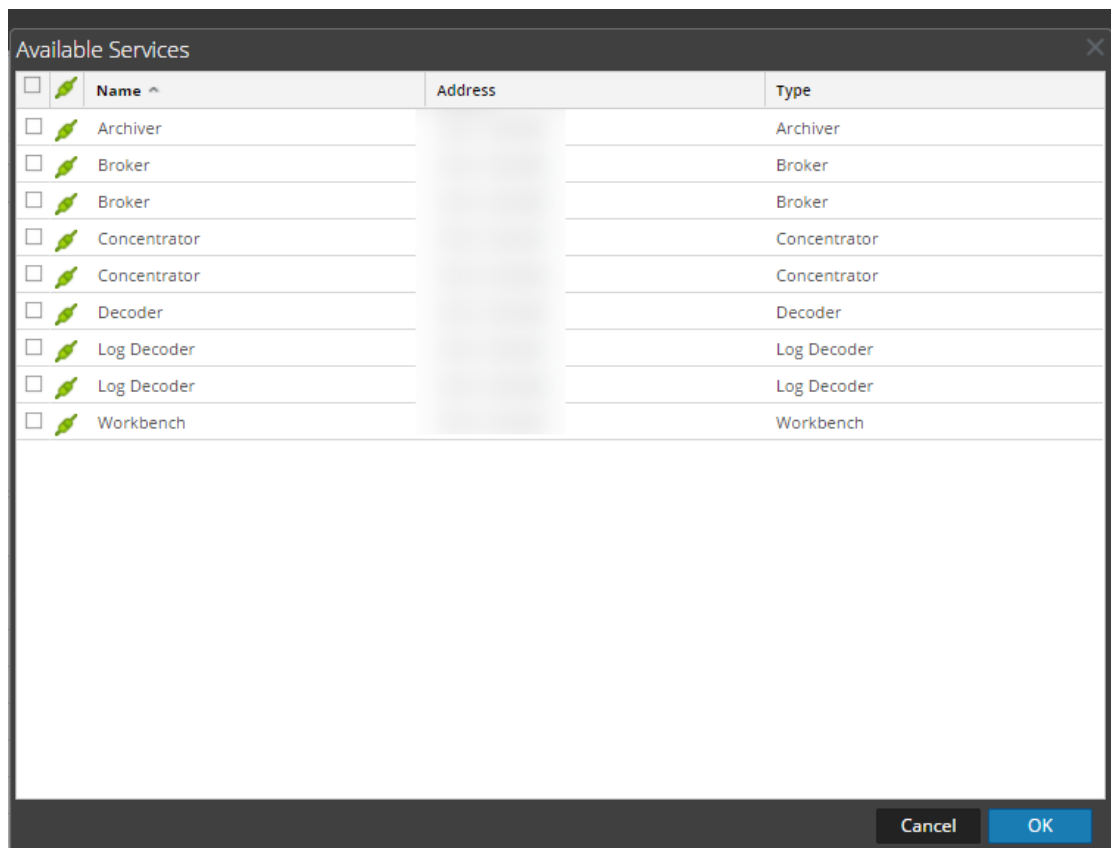 Available Services
Name Address Type
Archiver Archiver
Broker Broker
Broker Broker
Concentrator Concentrator
Concentrator Concentrator
Decoder Decoder
Log Decoder Log Decoder
Log Decoder Log Decoder
Workbench Workbench
Cancel OK